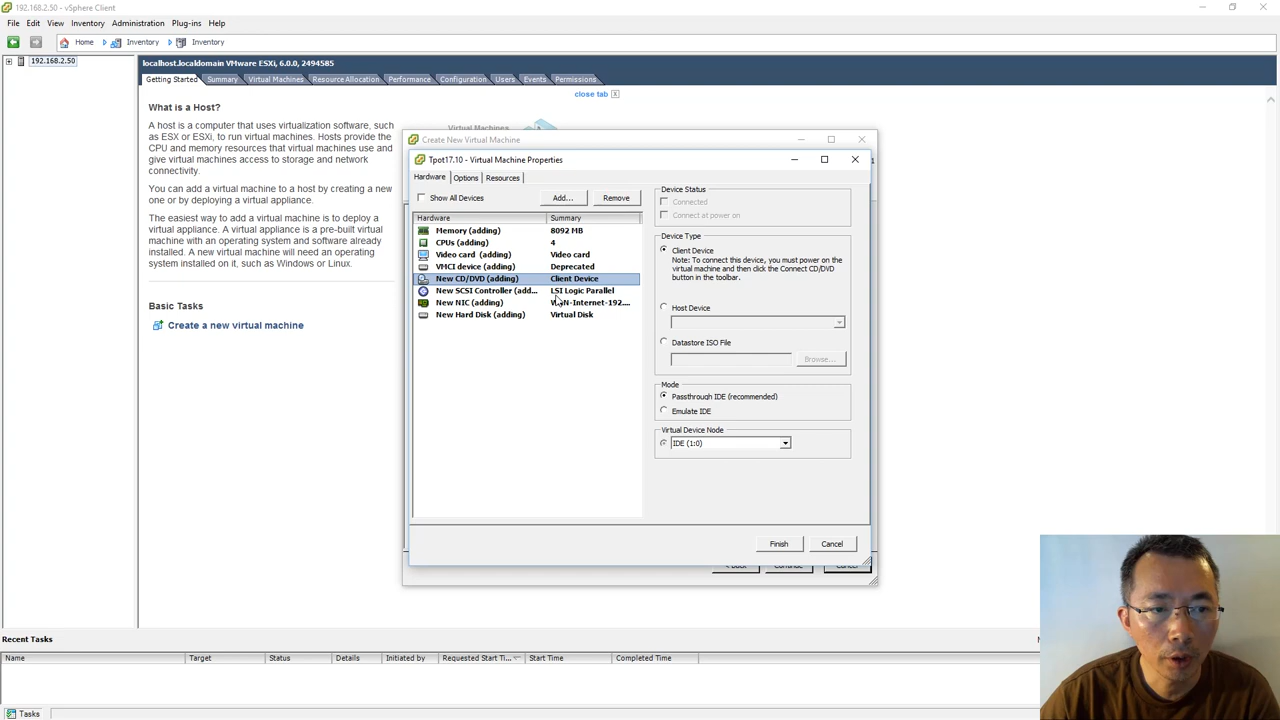 192.168.2.50 - vSphere Client
File Edit View Inventory Administration Plug-ins Help
Home Inventory Inventory
192.168.2.50
localhost.localdomain VMware ESXi, 6.0.0, 2494585
Getting Started Summary Virtual Machines Resource Allocation Performance Configuration Users Events Permissions
close tab X
What is a Host?
A host is a computer that uses virtualization software, such
as ESX or ESXi, to run virtual machines. Hosts provide the
CPU and memory resources that virtual machines use and
give virtual machines access to storage and network
connectivity.
You can add a virtual machine to a host by creating a new
one or by deploying a virtual appliance.
The easiest way to add a virtual machine is to deploy a
virtual appliance. A virtual appliance is a pre-built virtual
machine with an operating system and software already
installed. A new virtual machine will need an operating
system installed on it, such as Windows or Linux.
Basic Tasks
Create a new virtual machine
Virtual Machines
Create New Virtual Machine
Tpot17.10 - Virtual Machine Properties
Hardware Options Resources
Show All Devices Add... Remove
Hardware Summary
Memory (adding) 8092 MB
CPUs (adding) 4
Video card (adding) Video card
VMCI device (adding) Deprecated
New CD/DVD (adding) Client Device
New SCSI Controller (add... LSI Logic Parallel
New NIC (adding)
New Hard Disk (adding) Virtual Disk
Device Status
Connected
Connect at power on
Device Type
Client Device
Note: To connect this device, you must power on the
virtual machine and then click the Connect CD/DVD
button in the toolbar.
Host Device
Datastore ISO File
Browse...
Mode
Passthrough IDE (recommended)
Emulate IDE
Virtual Device Node
IDE (1:0)
Finish Cancel
Recent Tasks
Name Target Status Details Initiated by Requested Start Ti... Start Time Completed Time
Tasks